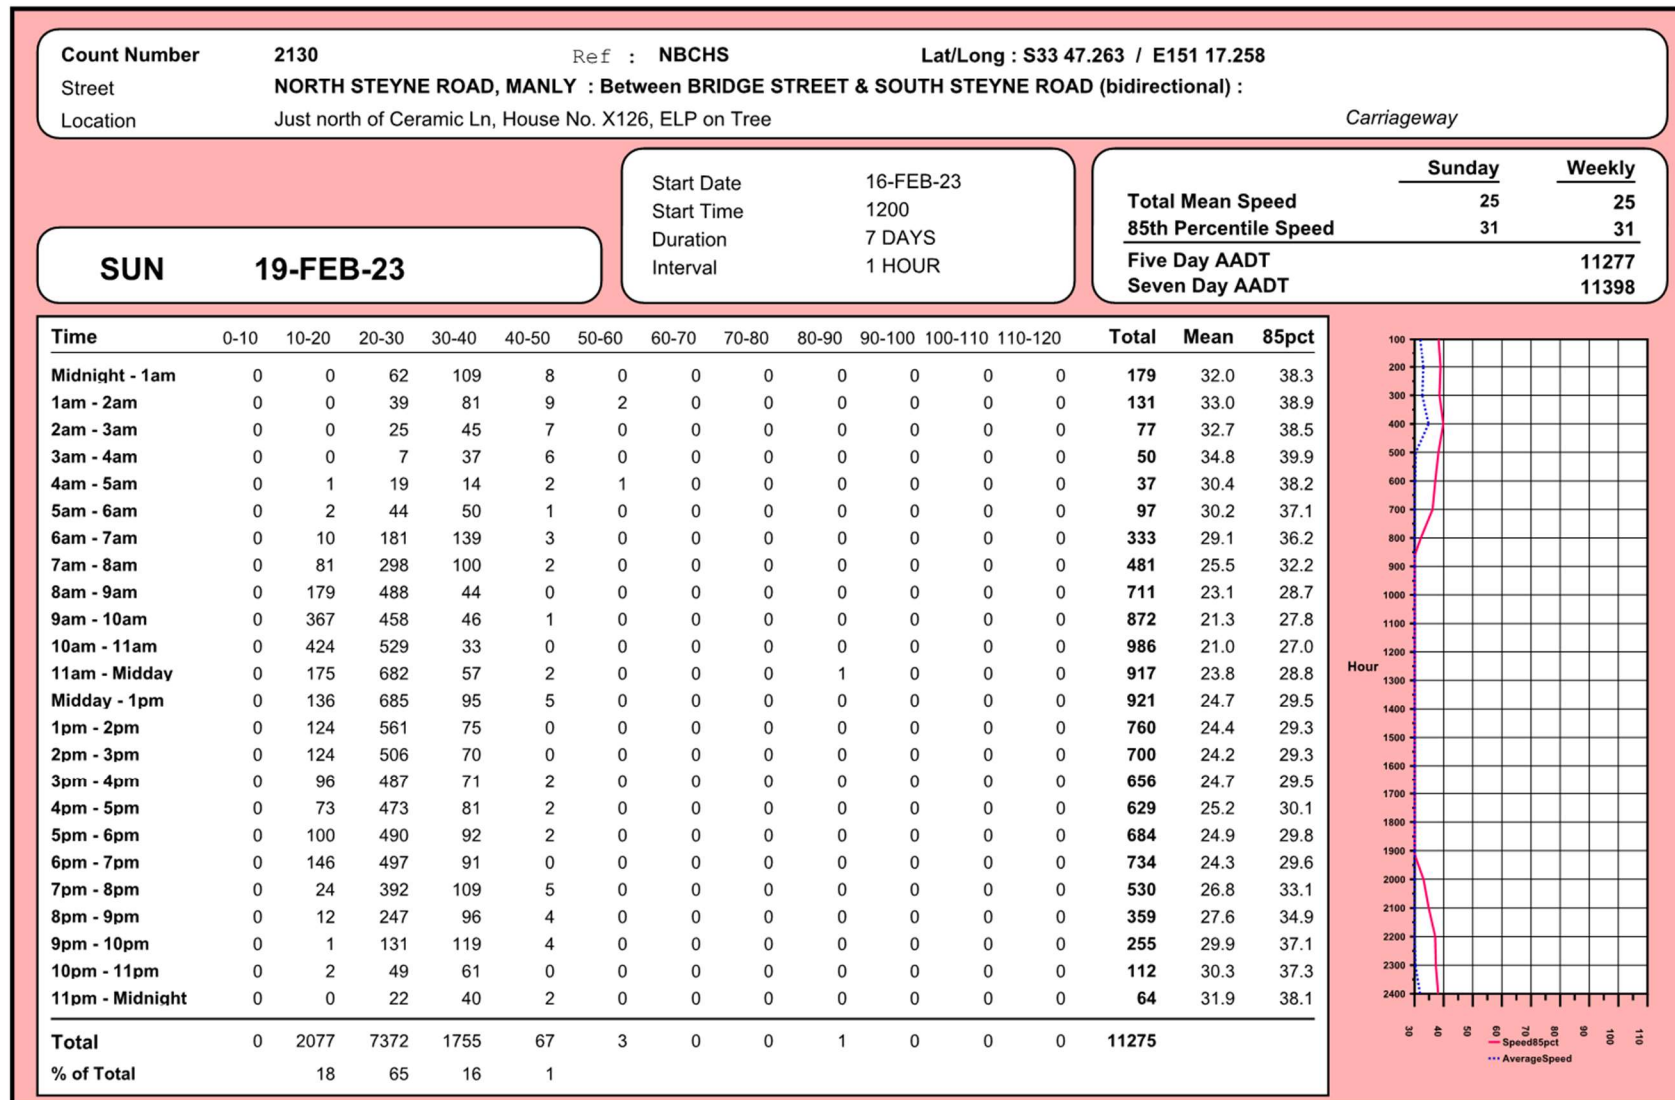 Count Number 2130 Ref : NBCHS Lat/Long : S33 47.263 / E151 17.258
Street NORTH STEYNE ROAD, MANLY : Between BRIDGE STREET & SOUTH STEYNE ROAD (bidirectional) :
Location Just north of Ceramic Ln, House No. X126, ELP on Tree Carriageway
SUN 19-FEB-23
Start Date 16-FEB-23
Start Time 1200
Duration 7 DAYS
Interval 1 HOUR
Sunday Weekly
Total Mean Speed 25 25
85th Percentile Speed 31 31
Five Day AADT 11277
Seven Day AADT 11398
Time 0-10 10-20 20-30 30-40 40-50 50-60 60-70 70-80 80-90 90-100 100-110 110-120 Total Mean 85pct
Midnight - 1am 0 0 62 109 8 0 0 0 0 0 0 0 179 32.0 38.3
1am - 2am 0 0 39 81 9 2 0 0 0 0 0 0 131 33.0 38.9
2am - 3am 0 0 25 45 7 0 0 0 0 0 0 0 77 32.7 38.5
3am - 4am 0 0 7 37 6 0 0 0 0 0 0 0 50 34.8 39.9
4am - 5am 0 1 19 14 2 1 0 0 0 0 0 0 37 30.4 38.2
5am - 6am 0 2 44 50 1 0 0 0 0 0 0 0 97 30.2 37.1
6am - 7am 0 10 181 139 3 0 0 0 0 0 0 0 333 29.1 36.2
7am - 8am 0 81 298 100 2 0 0 0 0 0 0 0 481 25.5 32.2
8am - 9am 0 179 488 44 0 0 0 0 0 0 0 0 711 23.1 28.7
9am - 10am 0 367 458 46 1 0 0 0 0 0 0 0 872 21.3 27.8
10am - 11am 0 424 529 33 0 0 0 0 0 0 0 0 986 21.0 27.0
11am - Midday 0 175 682 57 2 0 0 0 1 0 0 0 917 23.8 28.8
Midday - 1pm 0 136 685 95 5 0 0 0 0 0 0 0 921 24.7 29.5
1pm - 2pm 0 124 561 75 0 0 0 0 0 0 0 0 760 24.4 29.3
2pm - 3pm 0 124 506 70 0 0 0 0 0 0 0 0 700 24.2 29.3
3pm - 4pm 0 96 487 71 2 0 0 0 0 0 0 0 656 24.7 29.5
4pm - 5pm 0 73 473 81 2 0 0 0 0 0 0 0 629 25.2 30.1
5pm - 6pm 0 100 490 92 2 0 0 0 0 0 0 0 684 24.9 29.8
6pm - 7pm 0 146 497 91 0 0 0 0 0 0 0 0 734 24.3 29.6
7pm - 8pm 0 24 392 109 5 0 0 0 0 0 0 0 530 26.8 33.1
8pm - 9pm 0 12 247 96 4 0 0 0 0 0 0 0 359 27.6 34.9
9pm - 10pm 0 1 131 119 4 0 0 0 0 0 0 0 255 29.9 37.1
10pm - 11pm 0 2 49 61 0 0 0 0 0 0 0 0 112 30.3 37.3
11pm - Midnight 0 0 22 40 2 0 0 0 0 0 0 0 64 31.9 38.1
Total 0 2077 7372 1755 67 3 0 0 1 0 0 0 11275
% of Total 18 65 16 1
100
200
300
400
500
600
700
800
900
1000
1100
1200
Hour
1300
1400
1500
1600
1700
1800
1900
2000
2100
2200
2300
2400
30 40 50 60 70 80 90 100 110
Speed85pct
AverageSpeed